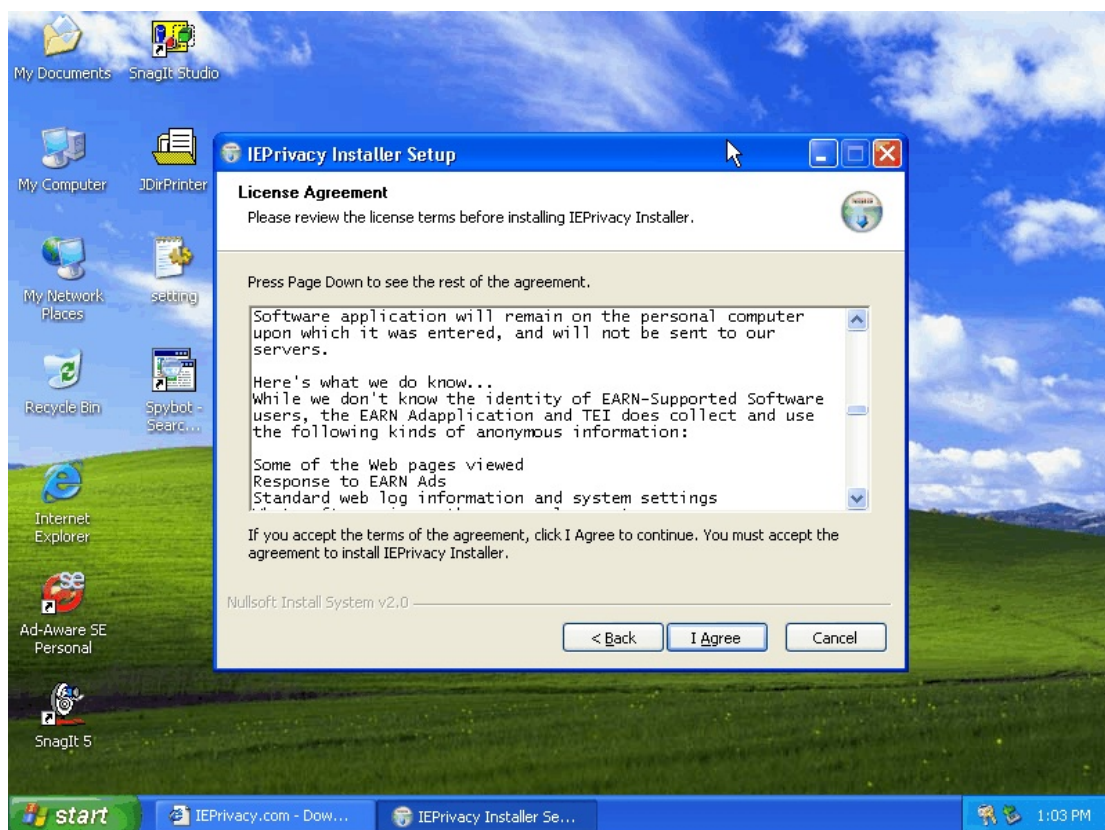 My Documents
SnagIt Studio
My Computer
JDirPrinter
My Network
Places
setting
Recycle Bin
Spybot -
Searc...
Internet
Explorer
Ad-Aware SE
Personal
SnagIt 5
IEPrivacy Installer Setup
License Agreement
Please review the license terms before installing IEPrivacy Installer.
Press Page Down to see the rest of the agreement.
Software application will remain on the personal computer
upon which it was entered, and will not be sent to our
servers.
Here's what we do know...
While we don't know the identity of EARN-Supported Software
users, the EARN Adapplication and TEI does collect and use
the following kinds of anonymous information:
Some of the Web pages viewed
Response to EARN Ads
Standard web log information and system settings
If you accept the terms of the agreement, click I Agree to continue. You must accept the
agreement to install IEPrivacy Installer.
Nullsoft Install System v2.0
< Back
I Agree
Cancel
start
IEPrivacy.com - Dow...
IEPrivacy Installer Se...
1:03 PM